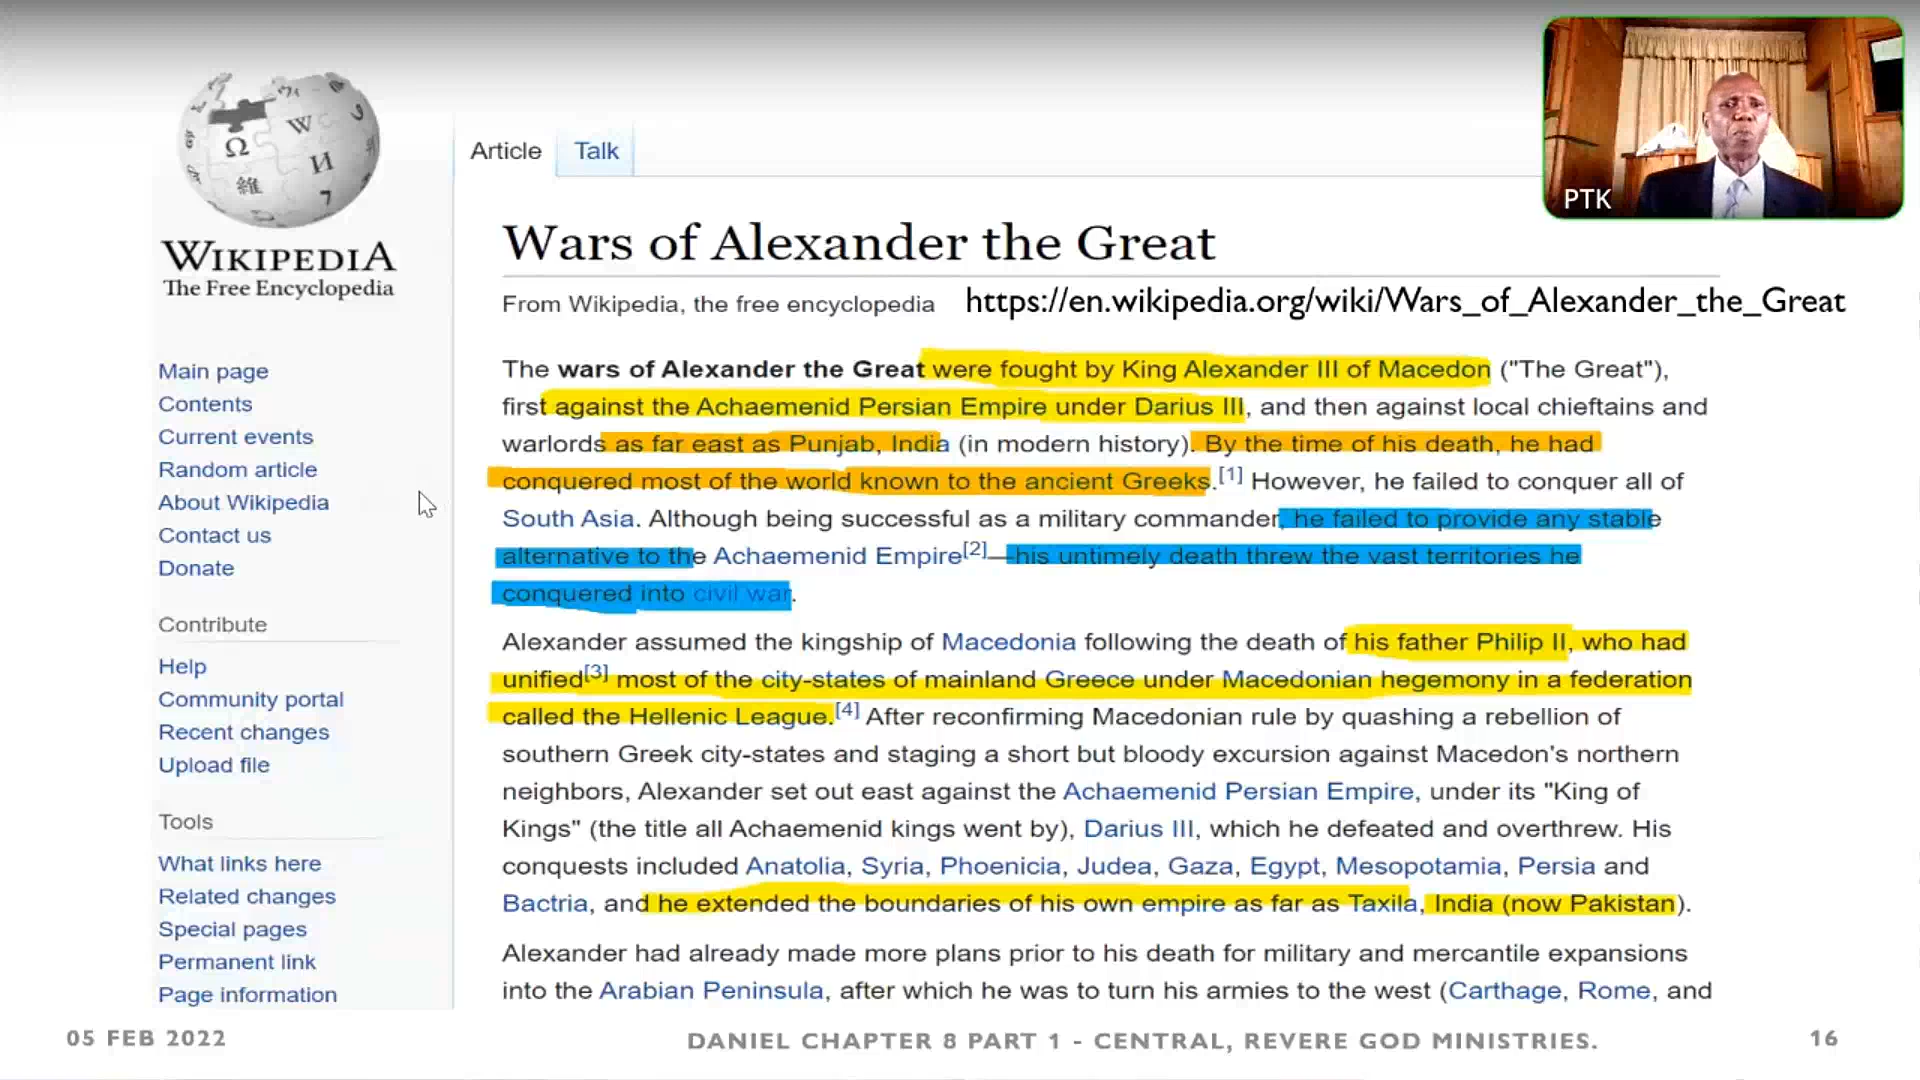 PTK
Article
Talk
WIKIPEDIA
The Free Encyclopedia
Main page
Contents
Current events
Random article
About Wikipedia
Contact us
Donate
Contribute
Help
Community portal
Recent changes
Upload file
Tools
What links here
Related changes
Special pages
Permanent link
Page information
Wars of Alexander the Great
From Wikipedia, the free encyclopedia
https://en.wikipedia.org/wiki/Wars_of_Alexander_the_Great
The wars of Alexander the Great were fought by King Alexander III of Macedon ("The Great"),
first against the Achaemenid Persian Empire under Darius III, and then against local chieftains and
warlords as far east as Punjab, India (in modern history). By the time of his death, he had
conquered most of the world known to the ancient Greeks.[1] However, he failed to conquer all of
South Asia. Although being successful as a military commander, he failed to provide any stable
alternative to the Achaemenid Empire[2]—his untimely death threw the vast territories he
conquered into civil war.
Alexander assumed the kingship of Macedonia following the death of his father Philip II, who had
unified[3] most of the city-states of mainland Greece under Macedonian hegemony in a federation
called the Hellenic League.[4] After reconfirming Macedonian rule by quashing a rebellion of
southern Greek city-states and staging a short but bloody excursion against Macedon's northern
neighbors, Alexander set out east against the Achaemenid Persian Empire, under its "King of
Kings" (the title all Achaemenid kings went by), Darius III, which he defeated and overthrew. His
conquests included Anatolia, Syria, Phoenicia, Judea, Gaza, Egypt, Mesopotamia, Persia and
Bactria, and he extended the boundaries of his own empire as far as Taxila, India (now Pakistan).
Alexander had already made more plans prior to his death for military and mercantile expansions
into the Arabian Peninsula, after which he was to turn his armies to the west (Carthage, Rome, and
05 FEB 2022
DANIEL CHAPTER 8 PART 1 - CENTRAL, REVERE GOD MINISTRIES.
16